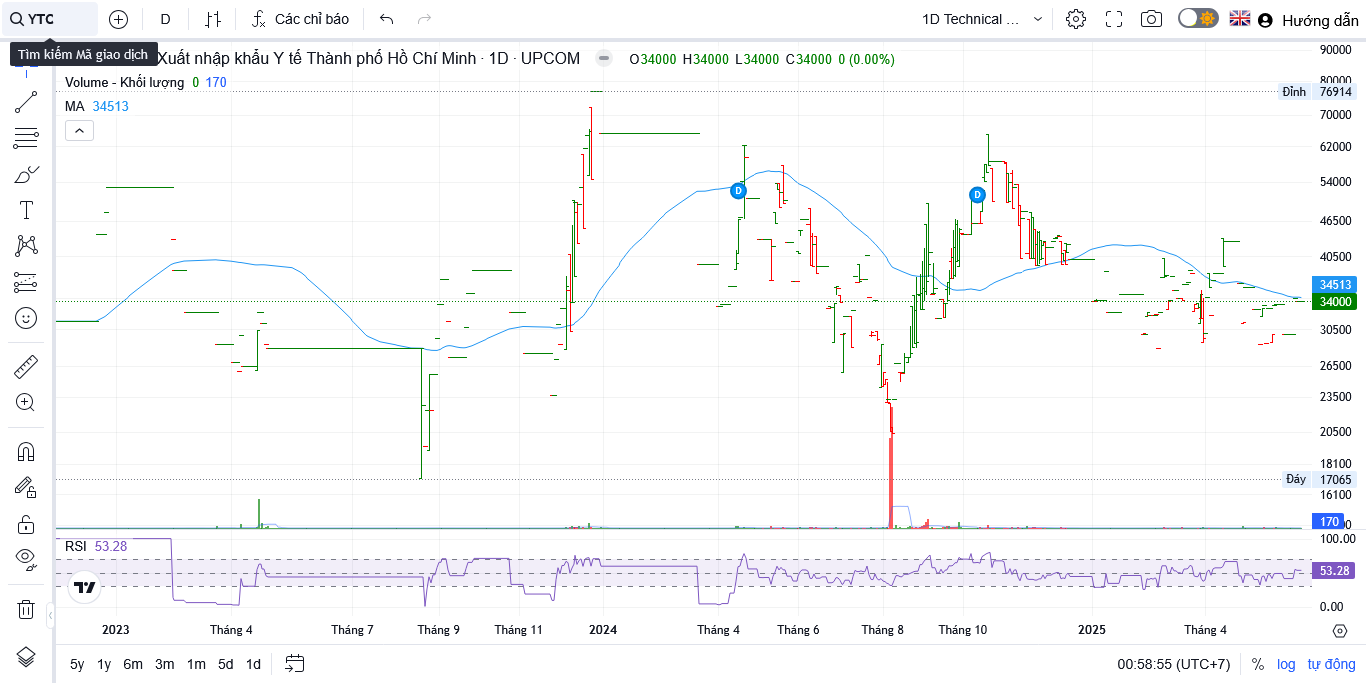 YTC D Các chỉ báo 1D Technical ... Hướng dẫn
Tìm kiếm Mã giao dịch
Xuất nhập khẩu Y tế Thành phố Hồ Chí Minh · 1D · UPCOM O34000 H34000 L34000 C34000 0 (0.00%)
Volume - Khối lượng 0 170
MA 34513
90000
80000
Đỉnh 76914
70000
62000
54000
46500
40500
34513
34000
30500
26500
23500
20500
18100
Đáy 17065
16100
170
D
D
RSI 53.28
100.00
53.28
0.00
2023 Tháng 4 Tháng 7 Tháng 9 Tháng 11 2024 Tháng 4 Tháng 6 Tháng 8 Tháng 10 2025 Tháng 4
5y 1y 6m 3m 1m 5d 1d 00:58:55 (UTC+7) % log tự động